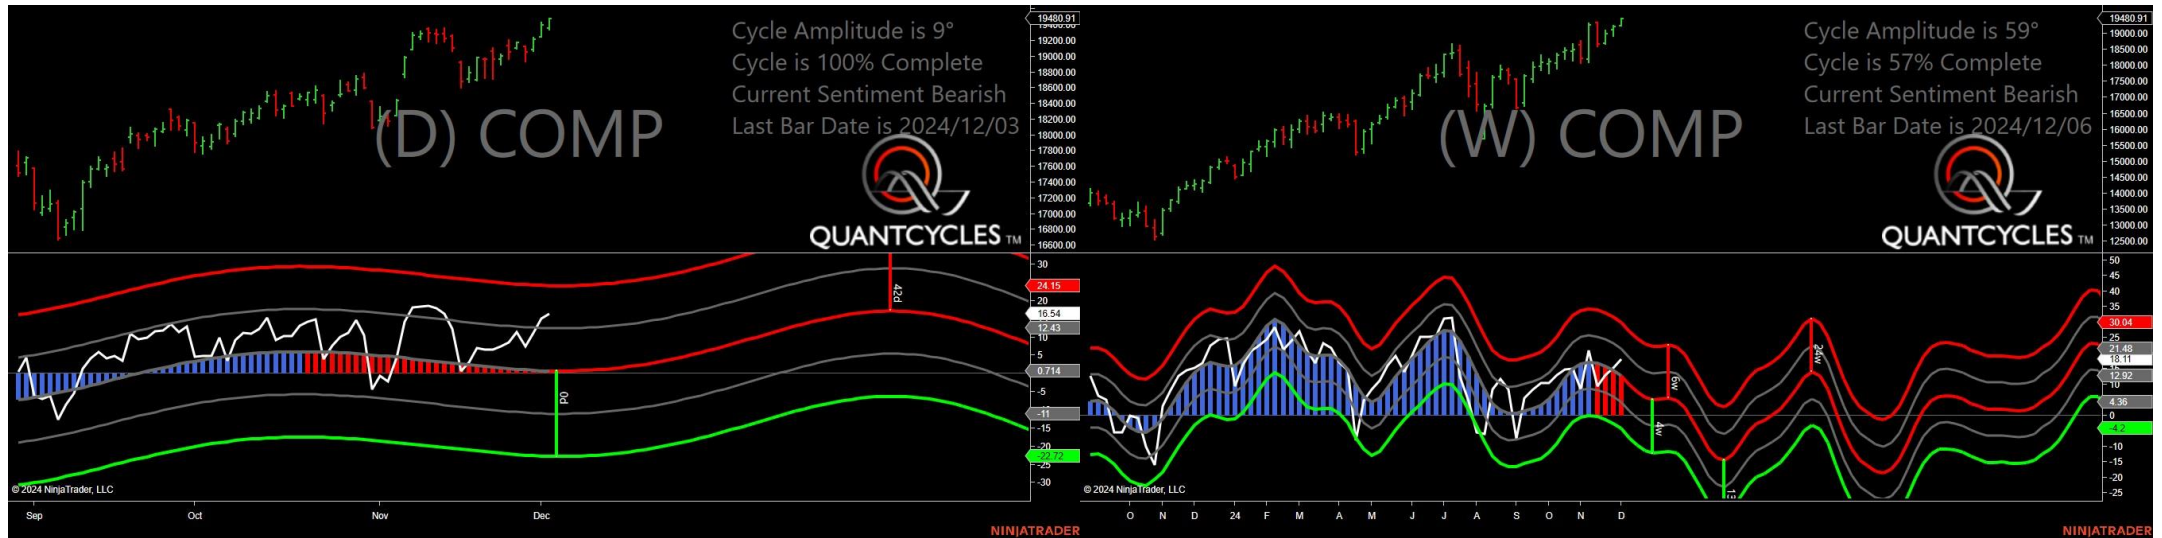 Cycle Amplitude is 9°
Cycle is 100% Complete
Current Sentiment Bearish
Last Bar Date is 2024/12/03
(D) COMP
QUANTCYCLES TM
19480.91
19200.00
19000.00
18800.00
18600.00
18400.00
18200.00
18000.00
17800.00
17600.00
17400.00
17200.00
17000.00
16800.00
16600.00
30
24.15
20
16.54
12.43
10
5
0.714
-5
-11
-15
-20
-22.72
-25
-30
42d
0d
© 2024 NinjaTrader, LLC
Sep Oct Nov Dec
NINJATRADER
Cycle Amplitude is 59°
Cycle is 57% Complete
Current Sentiment Bearish
Last Bar Date is 2024/12/06
(W) COMP
QUANTCYCLES TM
19480.91
19000.00
18500.00
18000.00
17500.00
17000.00
16500.00
16000.00
15500.00
15000.00
14500.00
14000.00
13500.00
13000.00
12500.00
50
45
40
35
30.04
25
21.48
18.11
12.92
10
4.36
0
-4.2
-10
-15
-20
-25
6w
4w
24w
© 2024 NinjaTrader, LLC
O N D 24 F M A M J J A S O N D
NINJATRADER